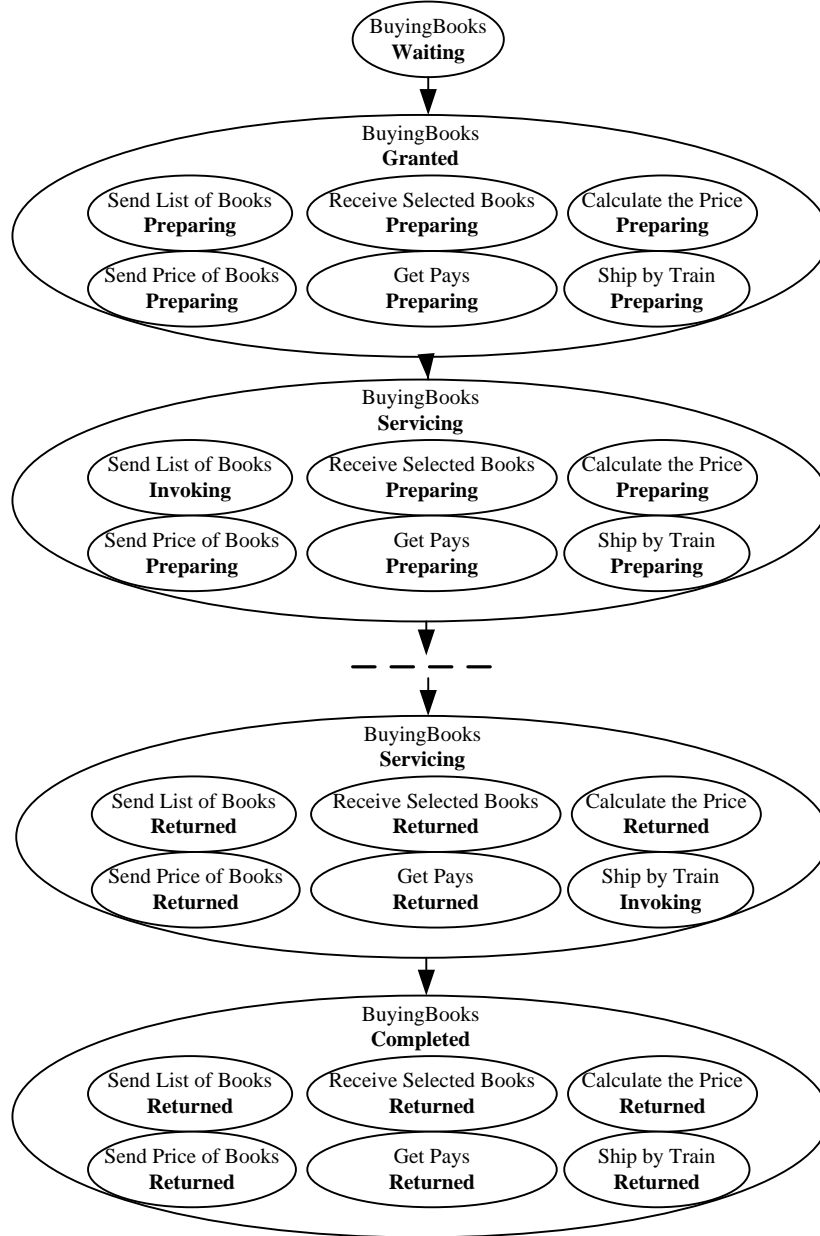 BuyingBooks
Waiting
BuyingBooks
Granted
Send List of Books
Preparing
Receive Selected Books
Preparing
Calculate the Price
Preparing
Send Price of Books
Preparing
Get Pays
Preparing
Ship by Train
Preparing
BuyingBooks
Servicing
Send List of Books
Invoking
Receive Selected Books
Preparing
Calculate the Price
Preparing
Send Price of Books
Preparing
Get Pays
Preparing
Ship by Train
Preparing
BuyingBooks
Servicing
Send List of Books
Returned
Receive Selected Books
Returned
Calculate the Price
Returned
Send Price of Books
Returned
Get Pays
Returned
Ship by Train
Invoking
BuyingBooks
Completed
Send List of Books
Returned
Receive Selected Books
Returned
Calculate the Price
Returned
Send Price of Books
Returned
Get Pays
Returned
Ship by Train
Returned